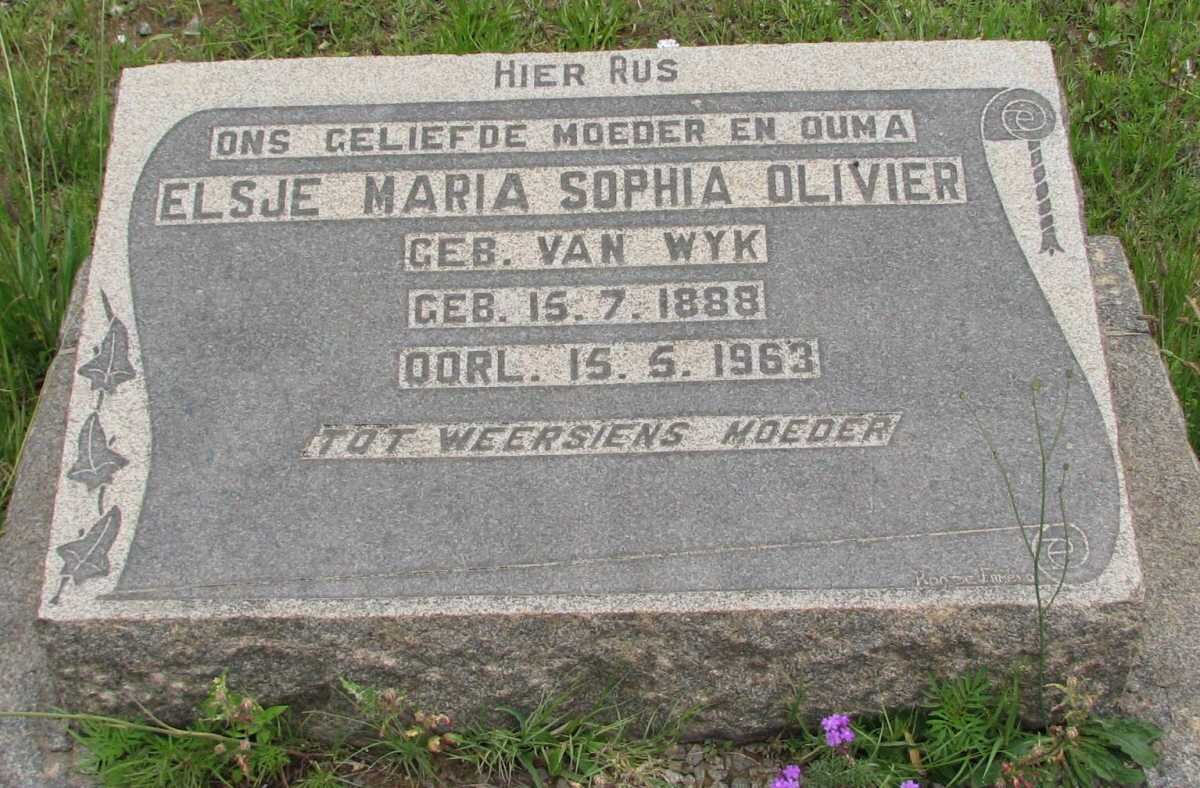 HIER RUS
ONS GELIEFDE MOEDER EN OUMA
ELSJE MARIA SOPHIA OLIVIER
GEB. VAN WYK
GEB. 15. 7. 1888
OORL. 15. 5. 1963
TOT WEERSIENS MOEDER